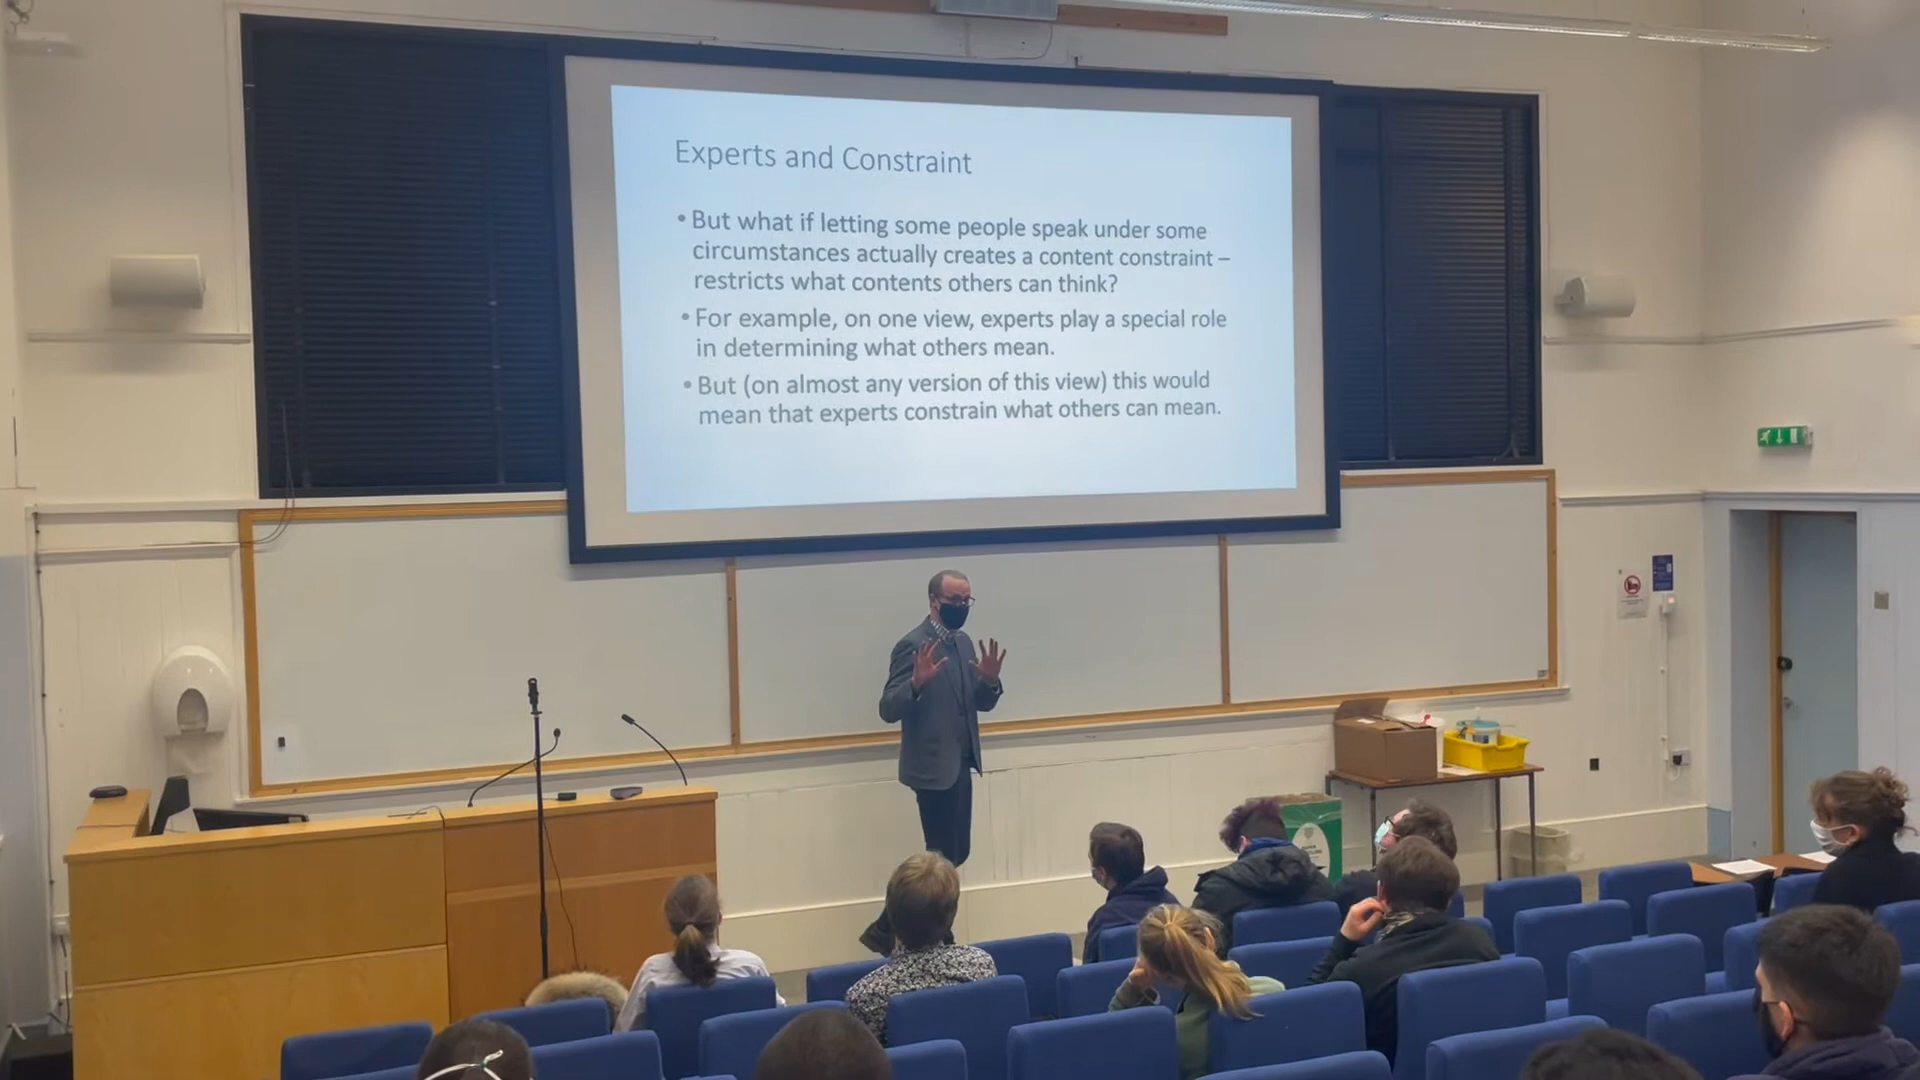 Experts and Constraint
• But what if letting some people speak under some
circumstances actually creates a content constraint –
restricts what contents others can think?
• For example, on one view, experts play a special role
in determining what others mean.
• But (on almost any version of this view) this would
mean that experts constrain what others can mean.